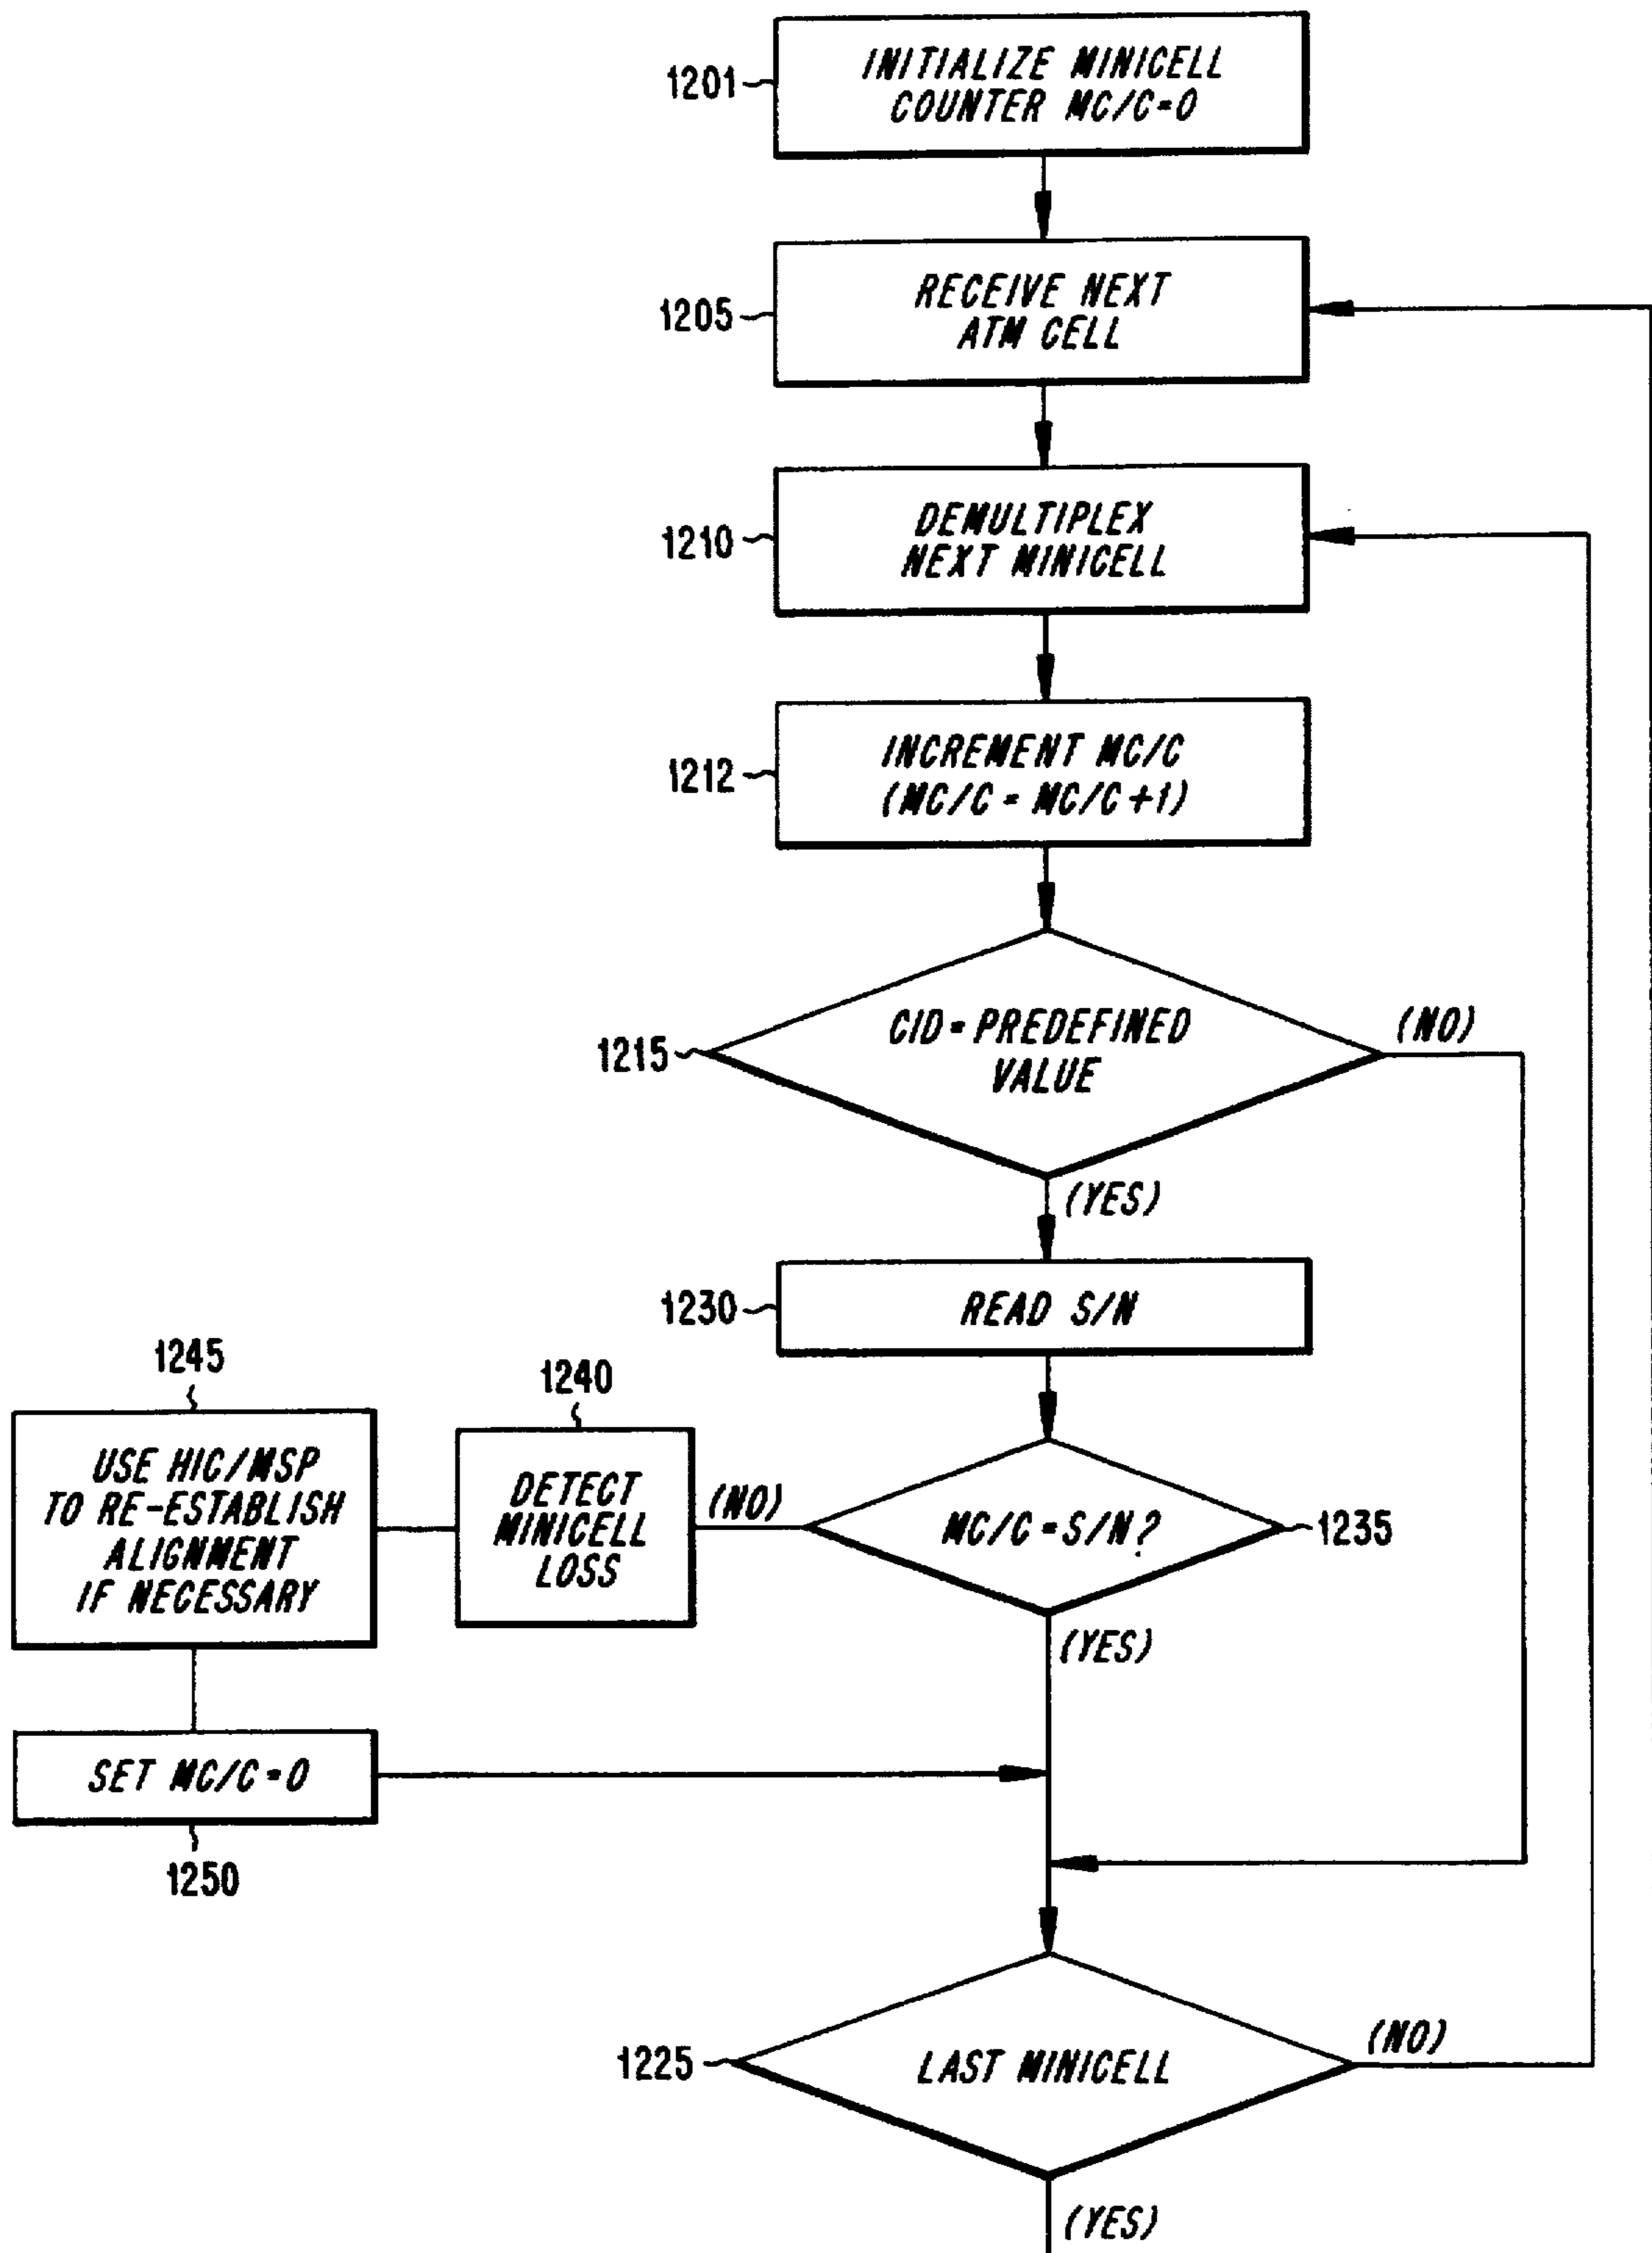 1201
INITIALIZE MINICELL
COUNTER MC/C=0
1205
RECEIVE NEXT
ATM CELL
1210
DEMULTIPLEX
NEXT MINICELL
1212
INCREMENT MC/C
(MC/C = MC/C+1)
1215
CID=PREDEFINED
VALUE
(NO)
(YES)
1230
READ S/N
1235
MC/C=S/N?
(NO)
(YES)
1240
DETECT
MINICELL
LOSS
1245
USE HIC/MSP
TO RE-ESTABLISH
ALIGNMENT
IF NECESSARY
SET MC/C=0
1250
1225
LAST MINICELL
(NO)
(YES)